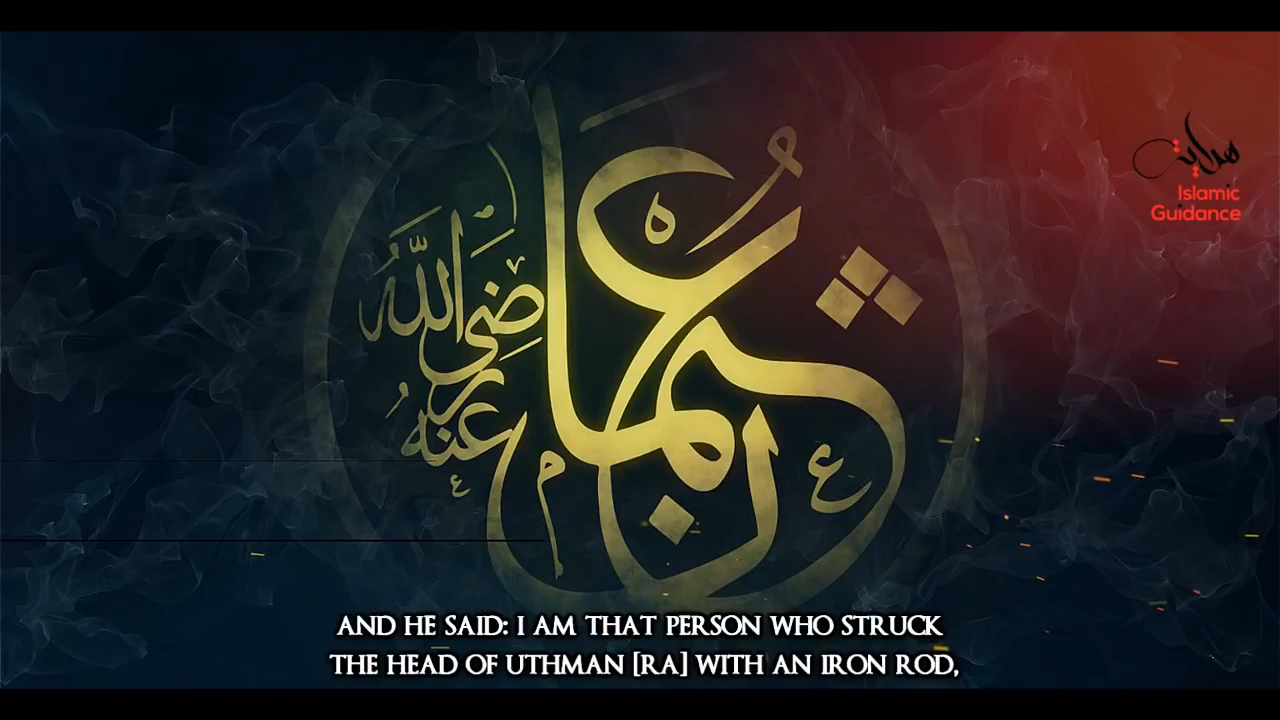 هداية
Islamic
Guidance
عثمان
رضي الله
عنه
AND HE SAID: I AM THAT PERSON WHO STRUCK
THE HEAD OF UTHMAN [RA] WITH AN IRON ROD,